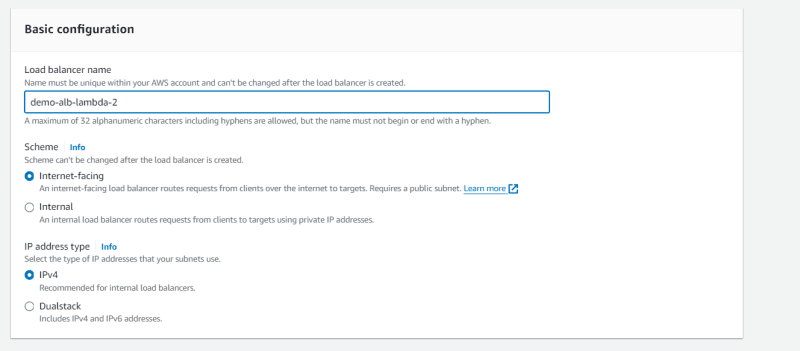 Basic configuration
Load balancer name
Name must be unique within your AWS account and can't be changed after the load balancer is created.
demo-alb-lambda-2
A maximum of 32 alphanumeric characters including hyphens are allowed, but the name must not begin or end with a hyphen.
Scheme Info
Scheme can't be changed after the load balancer is created.
Internet-facing
An internet-facing load balancer routes requests from clients over the internet to targets. Requires a public subnet. Learn more
Internal
An internal load balancer routes requests from clients to targets using private IP addresses.
IP address type Info
Select the type of IP addresses that your subnets use.
IPv4
Recommended for internal load balancers.
Dualstack
Includes IPv4 and IPv6 addresses.